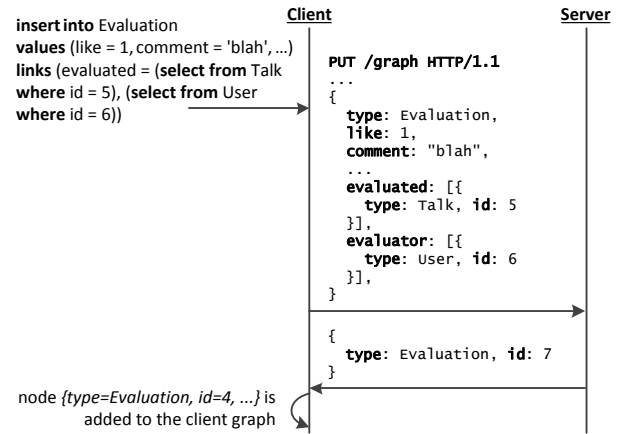 Client
Server
insert into Evaluation
values (like = 1, comment = 'blah', ...)
links (evaluated = (select from Talk
where id = 5), (select from User
where id = 6))
PUT /graph HTTP/1.1
...
{
type: Evaluation,
like: 1,
comment: "blah",
...
evaluated: [{
type: Talk, id: 5
}],
evaluator: [{
type: User, id: 6
}],
}
{
type: Evaluation, id: 7
}
node {type=Evaluation, id=4, ...} is
added to the client graph